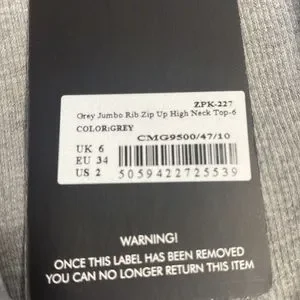 ZPK-227
Grey Jumbo Rib Zip Up High Neck Top-6
COLOR:GREY
CMG9500/47/10
UK 6
EU 34
US 2
5059422725539
WARNING!
ONCE THIS LABEL HAS BEEN REMOVED
YOU CAN NO LONGER RETURN THIS ITEM